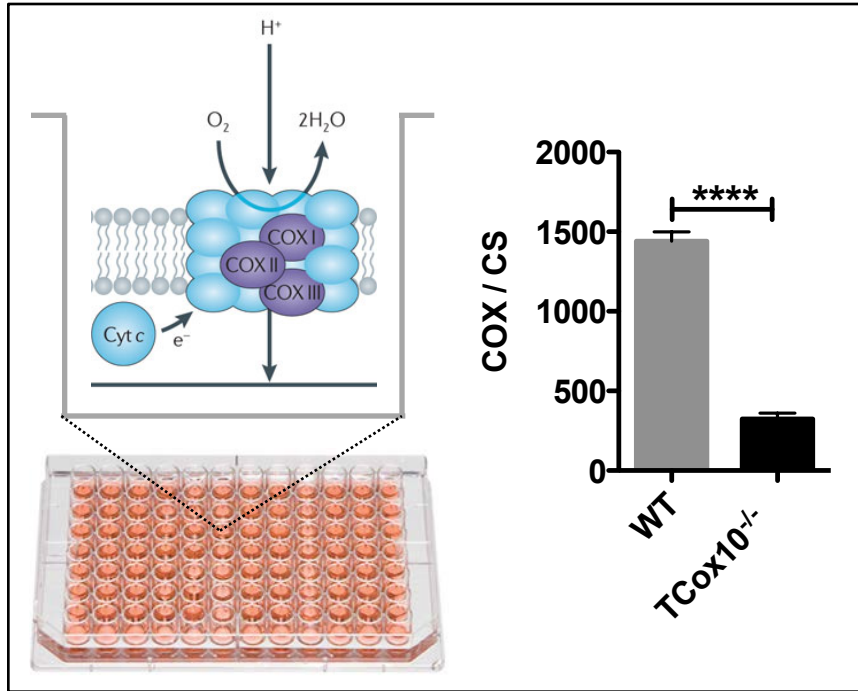 H⁺
O₂
2H₂O
COX I
COX II
COX III
Cyt c
e⁻
COX / CS
2000
1500
1000
500
0
****
WT
TCox10⁻/⁻